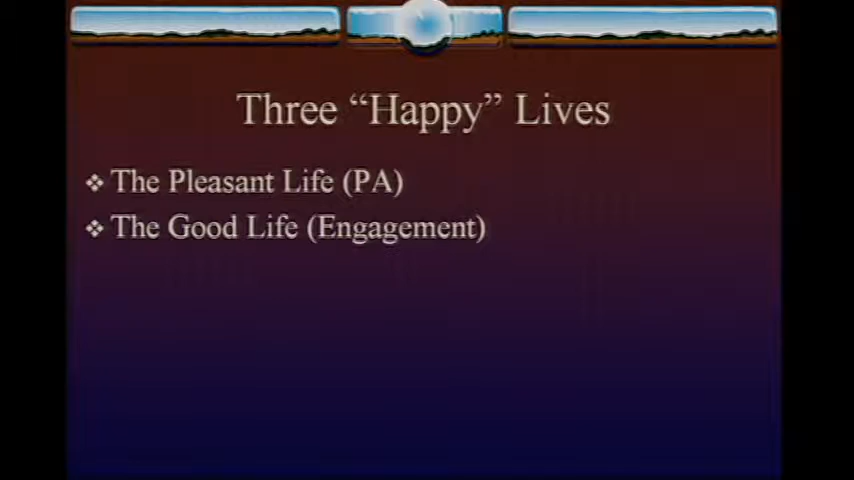 Three “Happy” Lives
❖ The Pleasant Life (PA)
❖ The Good Life (Engagement)